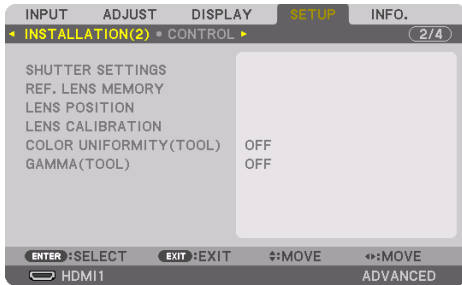 INPUT ADJUST DISPLAY SETUP INFO.
◂ INSTALLATION(2) • CONTROL ▸ 2/4
SHUTTER SETTINGS
REF. LENS MEMORY
LENS POSITION
LENS CALIBRATION
COLOR UNIFORMITY(TOOL) OFF
GAMMA(TOOL) OFF
ENTER:SELECT EXIT:EXIT ♦:MOVE ◂▸:MOVE
HDMI1 ADVANCED